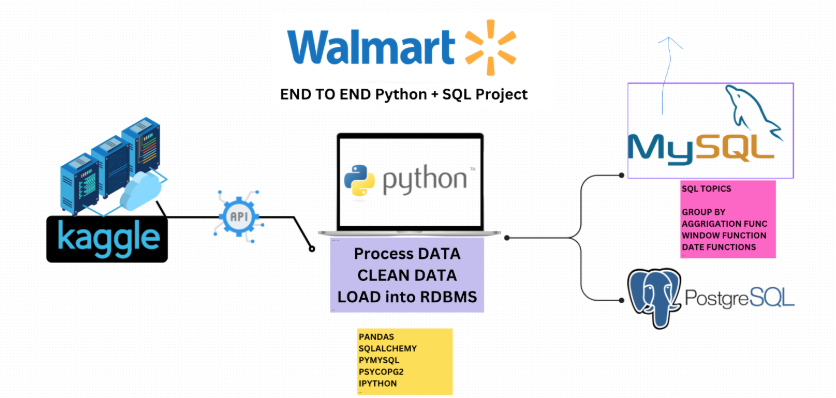 Walmart
END TO END Python + SQL Project
kaggle
API
python™
Process DATA
CLEAN DATA
LOAD into RDBMS
PANDAS
SQLALCHEMY
PYMYSQL
PSYCOPG2
IPYTHON
MySQL
SQL TOPICS
GROUP BY
AGGRIGATION FUNC
WINDOW FUNCTION
DATE FUNCTIONS
PostgreSQL